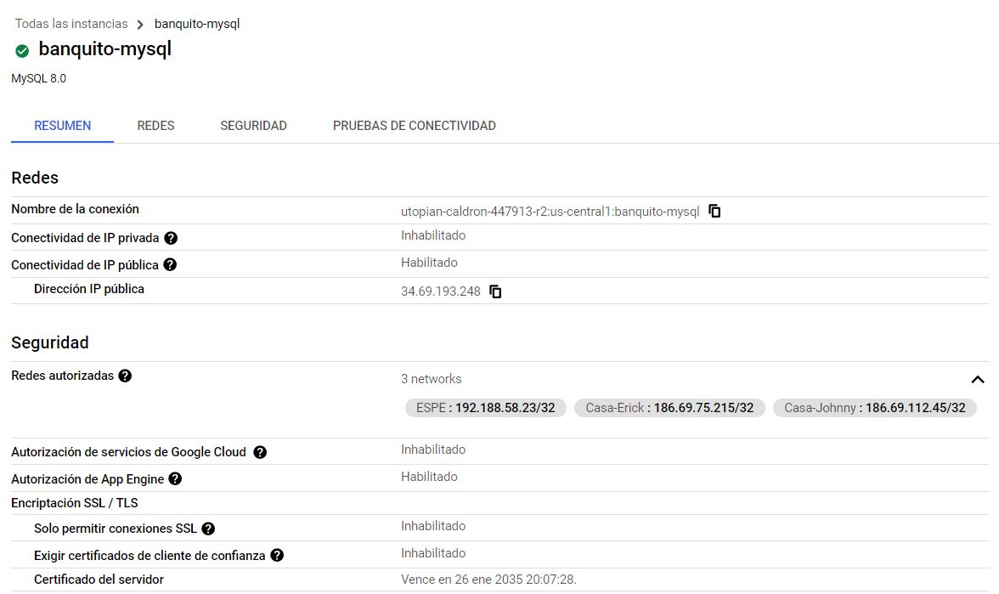 Todas las instancias > banquito-mysql
banquito-mysql
MySQL 8.0
RESUMEN REDES SEGURIDAD PRUEBAS DE CONECTIVIDAD
Redes
Nombre de la conexión utopian-caldron-447913-r2:us-central1:banquito-mysql
Conectividad de IP privada ? Inhabilitado
Conectividad de IP pública ? Habilitado
Dirección IP pública 34.69.193.248
Seguridad
Redes autorizadas ? 3 networks
ESPE : 192.188.58.23/32 Casa-Erick : 186.69.75.215/32 Casa-Johnny : 186.69.112.45/32
Autorización de servicios de Google Cloud ? Inhabilitado
Autorización de App Engine ? Habilitado
Encriptación SSL / TLS
Solo permitir conexiones SSL ? Inhabilitado
Exigir certificados de cliente de confianza ? Inhabilitado
Certificado del servidor Vence en 26 ene 2035 20:07:28.